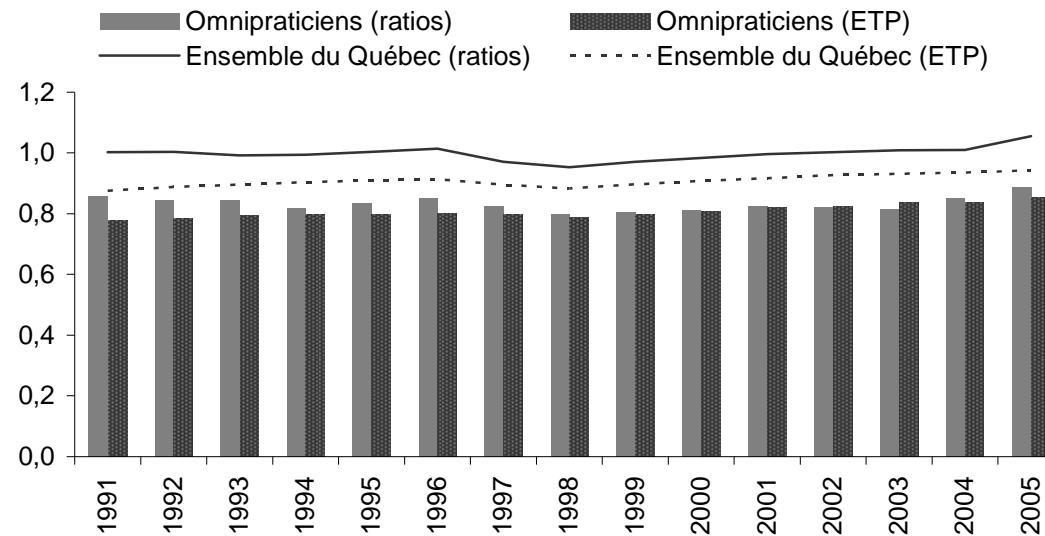 Omnipraticiens (ratios) Omnipraticiens (ETP)
Ensemble du Québec (ratios) Ensemble du Québec (ETP)
1,2
1,0
0,8
0,6
0,4
0,2
0,0
1991 1992 1993 1994 1995 1996 1997 1998 1999 2000 2001 2002 2003 2004 2005